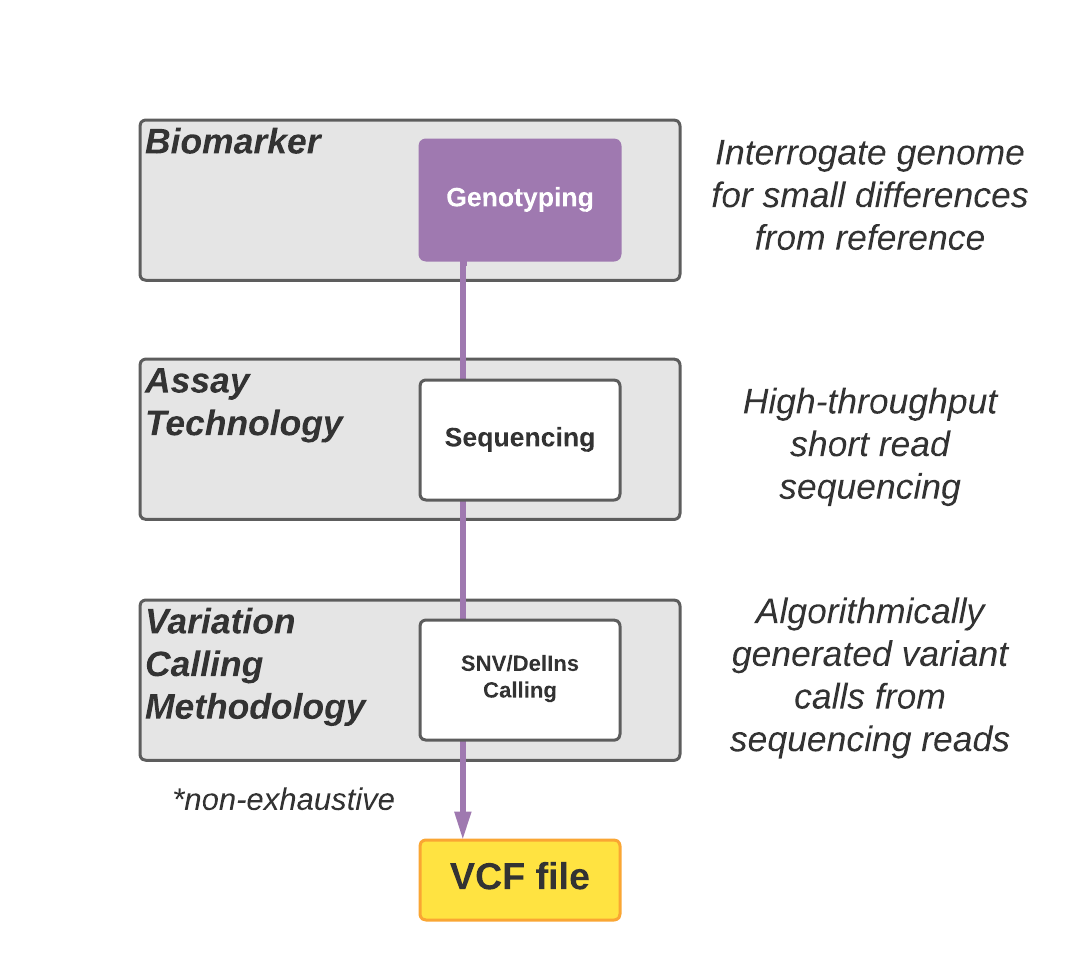 Biomarker
Genotyping
Interrogate genome
for small differences
from reference
Assay
Technology
Sequencing
High-throughput
short read
sequencing
Variation
Calling
Methodology
SNV/DelIns
Calling
Algorithmically
generated variant
calls from
sequencing reads
*non-exhaustive
VCF file